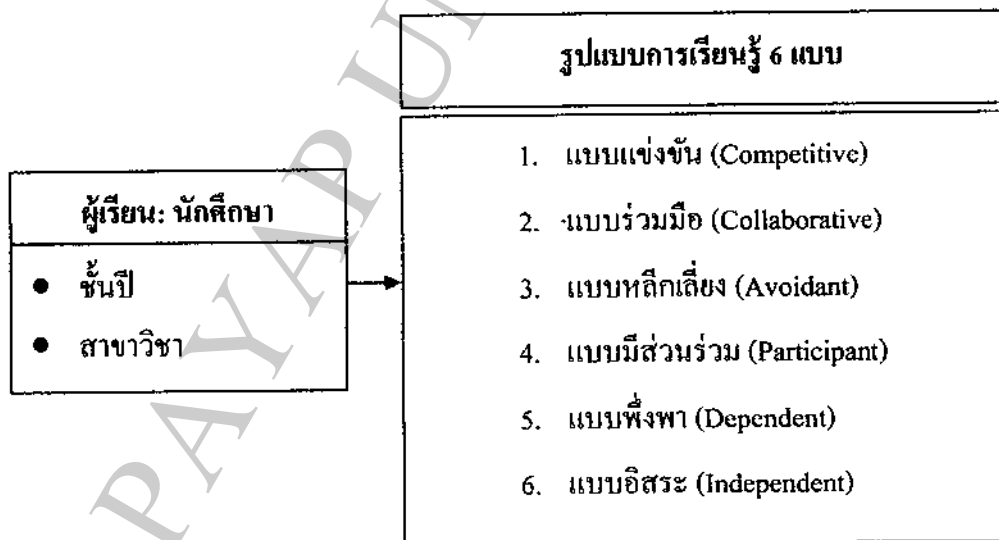 รูปแบบการเรียนรู้ 6 แบบ
ผู้เรียน: นักศึกษา
● ชั้นปี
● สาขาวิชา
1. แบบแข่งขัน (Competitive)
2. แบบร่วมมือ (Collaborative)
3. แบบหลีกเลี่ยง (Avoidant)
4. แบบมีส่วนร่วม (Participant)
5. แบบพึ่งพา (Dependent)
6. แบบอิสระ (Independent)
PAYAPU